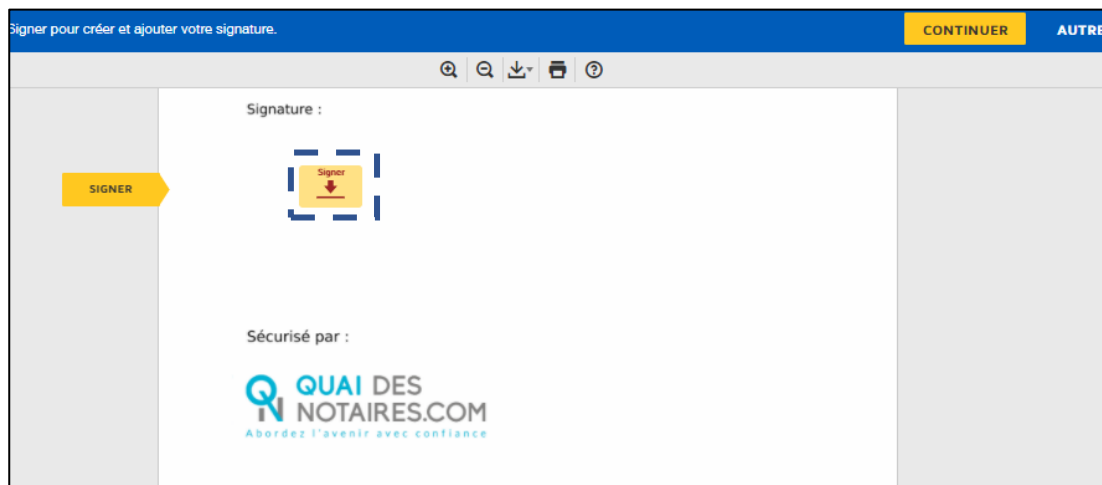 Signer pour créer et ajouter votre signature.
CONTINUER
AUTRE
Signature :
Signer
SIGNER
Sécurisé par :
QUAI DES
NOTAIRES.COM
Abordez l'avenir avec confiance